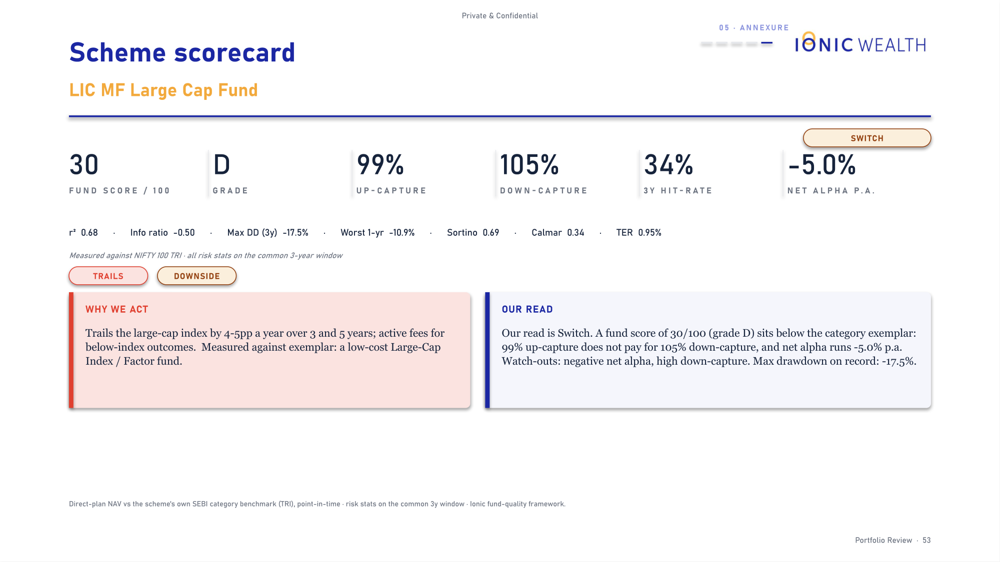 Private & Confidential
05 · ANNEXURE
IONIC WEALTH
Scheme scorecard
LIC MF Large Cap Fund
SWITCH
30
FUND SCORE / 100
D
GRADE
99%
UP-CAPTURE
105%
DOWN-CAPTURE
34%
3Y HIT-RATE
-5.0%
NET ALPHA P.A.
r² 0.68 · Info ratio -0.50 · Max DD (3y) -17.5% · Worst 1-yr -10.9% · Sortino 0.69 · Calmar 0.34 · TER 0.95%
Measured against NIFTY 100 TRI · all risk stats on the common 3-year window
TRAILS
DOWNSIDE
WHY WE ACT
Trails the large-cap index by 4-5pp a year over 3 and 5 years; active fees for
below-index outcomes. Measured against exemplar: a low-cost Large-Cap
Index / Factor fund.
OUR READ
Our read is Switch. A fund score of 30/100 (grade D) sits below the category exemplar:
99% up-capture does not pay for 105% down-capture, and net alpha runs -5.0% p.a.
Watch-outs: negative net alpha, high down-capture. Max drawdown on record: -17.5%.
Direct-plan NAV vs the scheme's own SEBI category benchmark (TRI), point-in-time · risk stats on the common 3y window · Ionic fund-quality framework.
Portfolio Review · 53